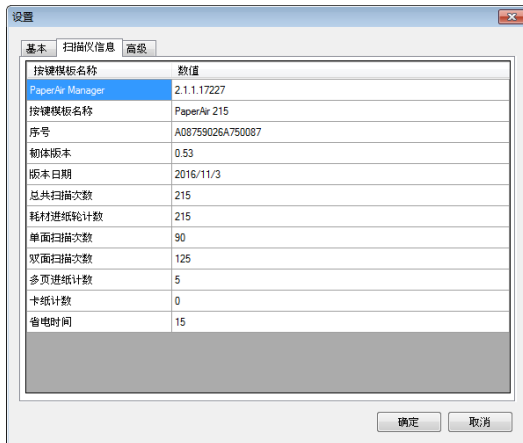 设置
基本 扫描仪信息 高级
按键模板名称 数值
PaperAir Manager 2.1.1.17227
按键模板名称 PaperAir 215
序号 A08759026A750087
韧体版本 0.53
版本日期 2016/11/3
总共扫描次数 215
耗材进纸轮计数 215
单面扫描次数 90
双面扫描次数 125
多页进纸计数 5
卡纸计数 0
省电时间 15
确定 取消